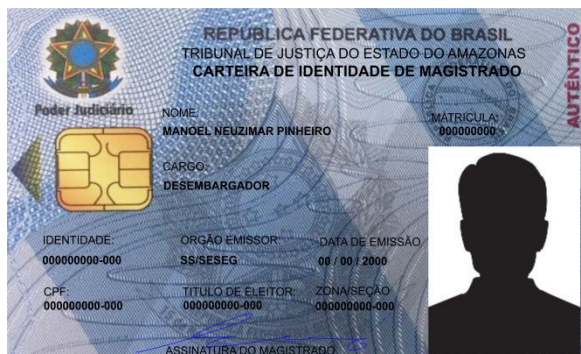 REPUBLICA FEDERATIVA DO BRASIL
TRIBUNAL DE JUSTIÇA DO ESTADO DO AMAZONAS
CARTEIRA DE IDENTIDADE DE MAGISTRADO
AUTÊNTICO
Poder Judiciário
NOME:
MANOEL NEUZIMAR PINHEIRO
MATRICULA:
000000000
CARGO:
DESEMBARGADOR
IDENTIDADE: ORGÃO EMISSOR: DATA DE EMISSÃO
000000000-000 SS/SESEG 00 / 00 / 2000
CPF: TITULO DE ELEITOR: ZONA/SEÇÃO
000000000-000 000000000-000 000000000-000
ASSINATURA DO MAGISTRADO